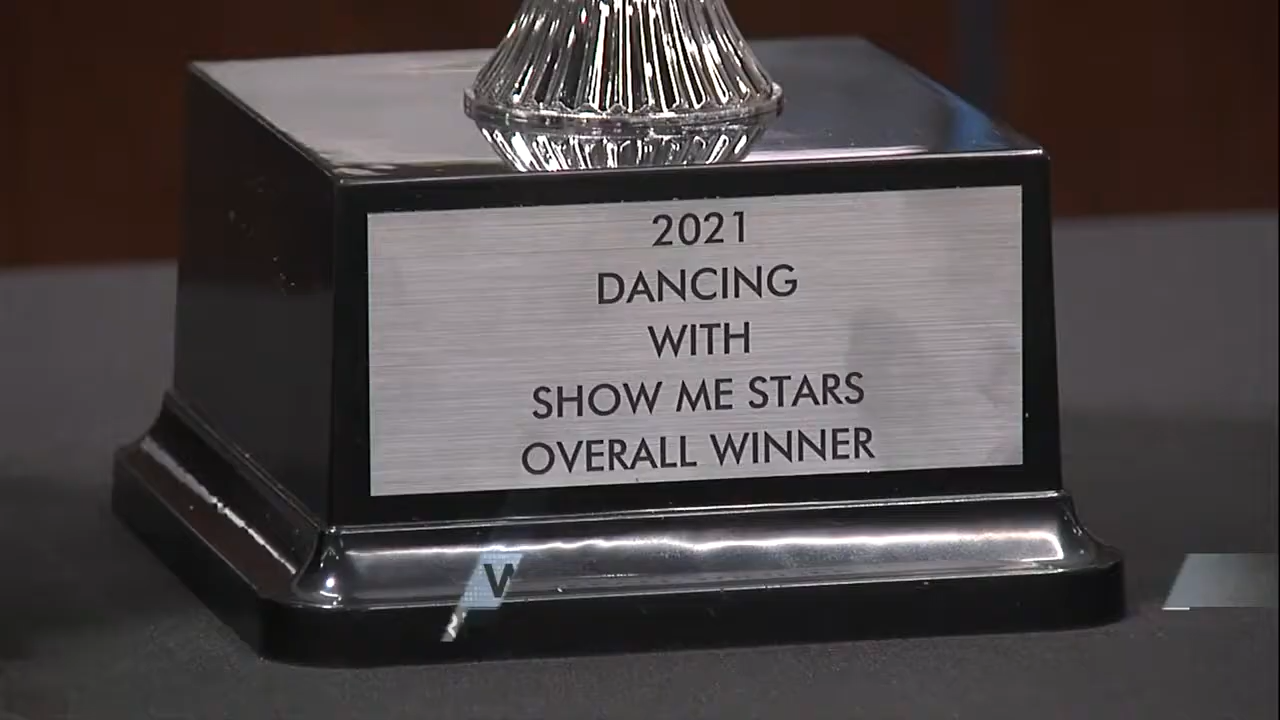 2021
DANCING
WITH
SHOW ME STARS
OVERALL WINNER